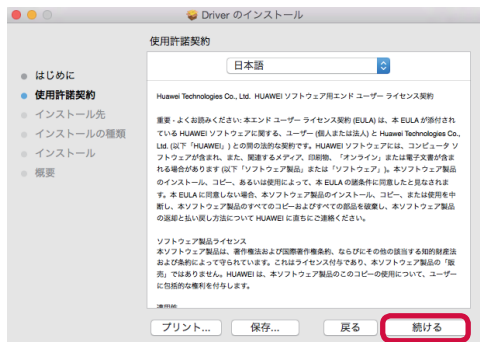 Driver のインストール
使用許諾契約
日本語
はじめに
使用許諾契約
インストール先
インストールの種類
インストール
概要
Huawei Technologies Co., Ltd. HUAWEI ソフトウェア用エンド ユーザー ライセンス契約
重要 - よくお読みください: 本エンド ユーザー ライセンス契約 (EULA) は、本 EULA が添付され
ている HUAWEI ソフトウェアに関する、ユーザー (個人または法人) と Huawei Technologies Co.,
Ltd. (以下「HUAWEI」) との間の法的な契約です。HUAWEI ソフトウェアには、コンピュータ ソ
フトウェアが含まれ、また、関連するメディア、印刷物、「オンライン」または電子文書が含ま
れる場合があります (以下「ソフトウェア製品」または「ソフトウェア」)。本ソフトウェア製品
のインストール、コピー、あるいは使用によって、本 EULA の諸条件に同意したと見なされま
す。本 EULA に同意しない場合、本ソフトウェア製品のインストール、コピー、または使用を中
断し、本ソフトウェア製品のすべてのコピーおよびすべての部品を破棄し、本ソフトウェア製品
の返却と払い戻し方法について HUAWEI に直ちにご連絡ください。
ソフトウェア製品ライセンス
本ソフトウェア製品は、著作権法および国際著作権条約、ならびにその他の該当する知的財産法
および条約によって守られています。これはライセンス付与であり、本ソフトウェア製品の「販
売」ではありません。HUAWEI は、本ソフトウェア製品のこのコピーの使用について、ユーザー
に包括的な権利を付与します。
プリント...
保存...
戻る
続ける